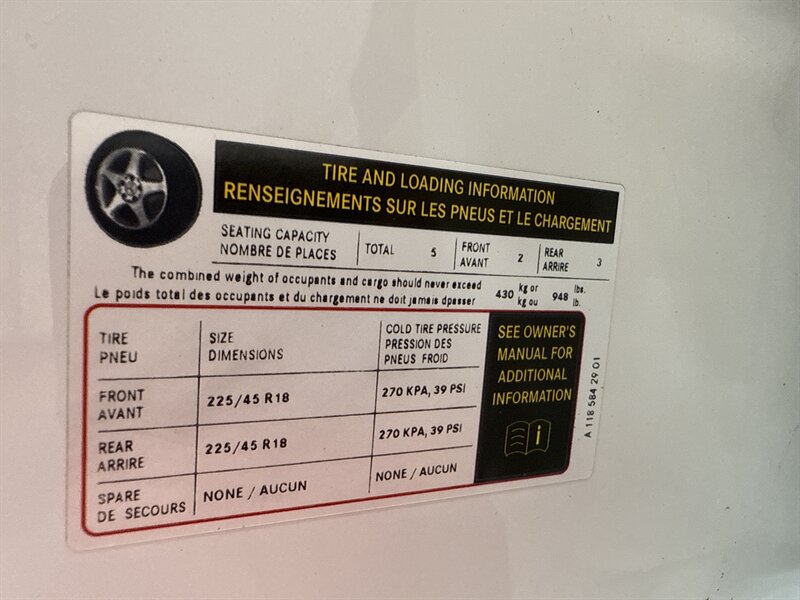 TIRE AND LOADING INFORMATION
RENSEIGNEMENTS SUR LES PNEUS ET LE CHARGEMENT
SEATING CAPACITY
NOMBRE DE PLACES
TOTAL 5
FRONT
AVANT
2
REAR
ARRIRE
3
The combined weight of occupants and cargo should never exceed
Le poids total des occupants et du chargement ne doit jamais dpasser
430 kg or 948 lbs.
kg ou lb.
TIRE
PNEU
SIZE
DIMENSIONS
COLD TIRE PRESSURE
PRESSION DES
PNEUS FROID
FRONT
AVANT
225/45 R18
270 KPA, 39 PSI
REAR
ARRIRE
225/45 R18
270 KPA, 39 PSI
SPARE
DE SECOURS
NONE / AUCUN
NONE / AUCUN
SEE OWNER'S
MANUAL FOR
ADDITIONAL
INFORMATION
i
A 118 584 29 01